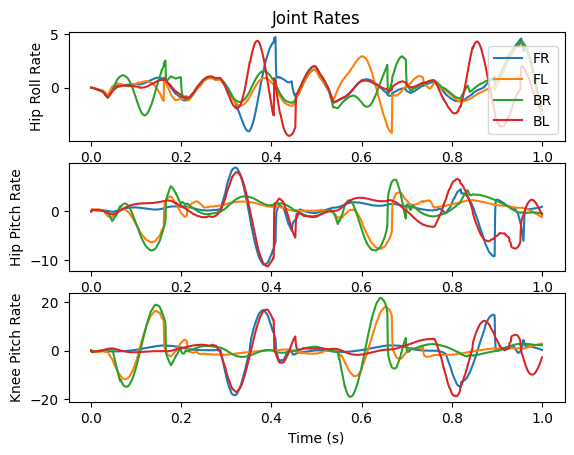 Joint Rates
Hip Roll Rate
5
0
FR
FL
BR
BL
0.0 0.2 0.4 0.6 0.8 1.0
Hip Pitch Rate
0
−10
0.0 0.2 0.4 0.6 0.8 1.0
Knee Pitch Rate
20
0
−20
0.0 0.2 0.4 0.6 0.8 1.0
Time (s)